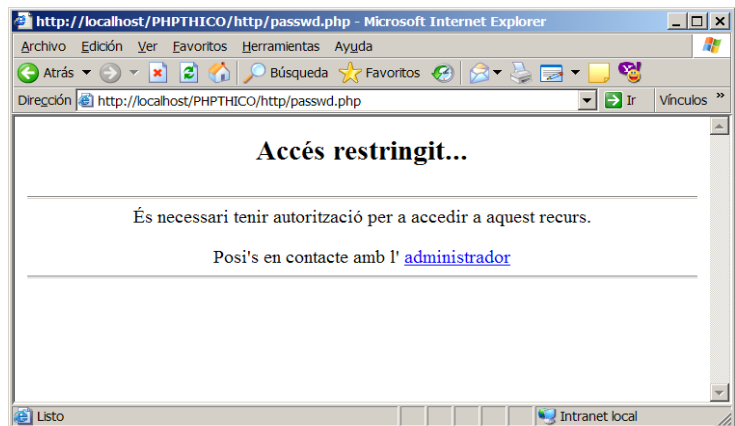 http://localhost/PHPTHICO/http/passwd.php - Microsoft Internet Explorer
Archivo Edición Ver Favoritos Herramientas Ayuda
Atrás Búsqueda Favoritos
Dirección http://localhost/PHPTHICO/http/passwd.php Ir Vínculos »
Accés restringit...
És necessari tenir autorització per a accedir a aquest recurs.
Posi's en contacte amb l' administrador
Listo Intranet local